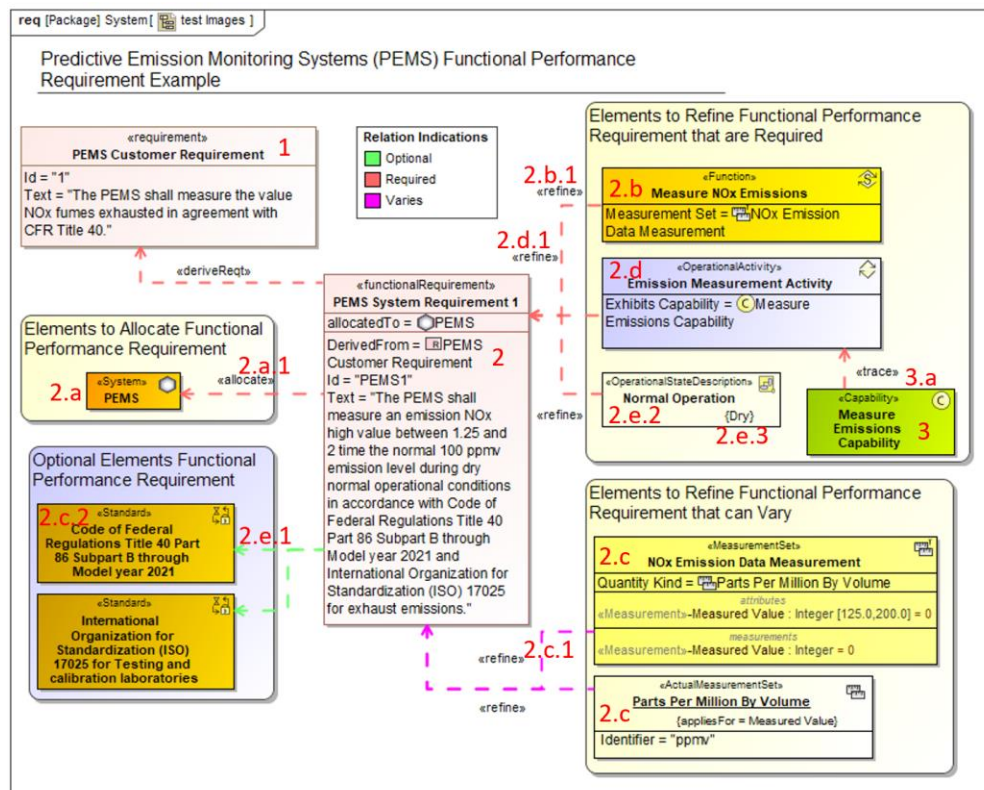 req [Package] System[ test Images ]
Predictive Emission Monitoring Systems (PEMS) Functional Performance
Requirement Example
«requirement»
PEMS Customer Requirement
1
Id = "1"
Text = "The PEMS shall measure the value
NOx fumes exhausted in agreement with
CFR Title 40."
Relation Indications
Optional
Required
Varies
Elements to Refine Functional Performance
Requirement that are Required
2.b.1
«refine»
2.b
«Function»
Measure NOx Emissions
Measurement Set = NOx Emission
Data Measurement
2.d.1
«refine»
2.d
«OperationalActivity»
Emission Measurement Activity
Exhibits Capability = C Measure
Emissions Capability
«deriveReqt»
«functionalRequirement»
PEMS System Requirement 1
allocatedTo = PEMS
DerivedFrom = R PEMS
Customer Requirement
2
Id = "PEMS1"
Text = "The PEMS shall
measure an emission NOx
high value between 1.25 and
2 time the normal 100 ppmv
emission level during dry
normal operational conditions
in accordance with Code of
Federal Regulations Title 40
Part 86 Subpart B through
Model year 2021 and
International Organization for
Standardization (ISO) 17025
for exhaust emissions."
Elements to Allocate Functional
Performance Requirement
2.a
«System»
PEMS
2.a.1
«allocate»
«refine»
«OperationalStateDescription»
Normal Operation
{Dry}
2.e.2
2.e.3
«trace»
3.a
«Capability»
C
Measure
Emissions
Capability
3
Optional Elements Functional
Performance Requirement
2.c.2
«Standard»
Code of Federal
Regulations Title 40 Part
86 Subpart B through
Model year 2021
2.e.1
«Standard»
International
Organization for
Standardization (ISO)
17025 for Testing and
calibration laboratories
Elements to Refine Functional Performance
Requirement that can Vary
2.c
«MeasurementSet»
NOx Emission Data Measurement
Quantity Kind = Parts Per Million By Volume
attributes
«Measurement»-Measured Value : Integer [125.0,200.0] = 0
measurements
«Measurement»-Measured Value : Integer = 0
2.c.1
«refine»
«refine»
2.c
«ActualMeasurementSet»
Parts Per Million By Volume
{appliesFor = Measured Value}
Identifier = "ppmv"